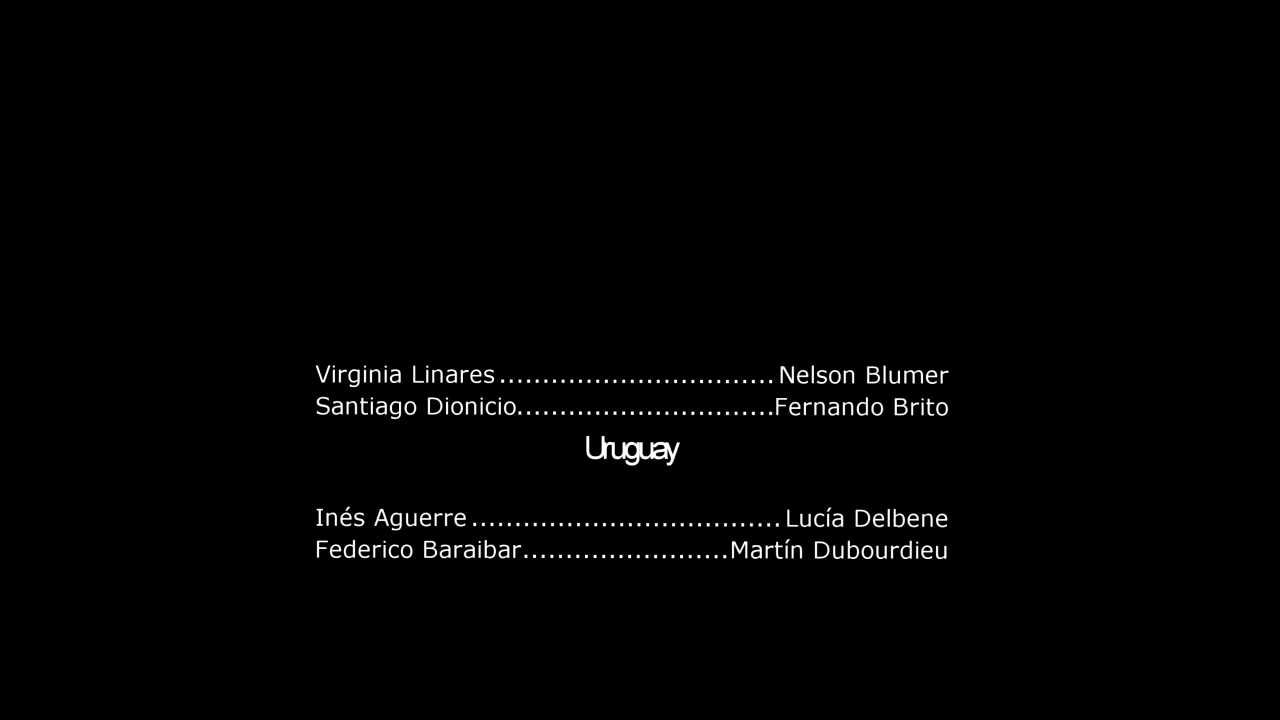 Virginia Linares...............................Nelson Blumer
Santiago Dionicio.............................Fernando Brito
Uruguay
Inés Aguerre...................................Lucía Delbene
Federico Baraibar.......................Martín Dubourdieu